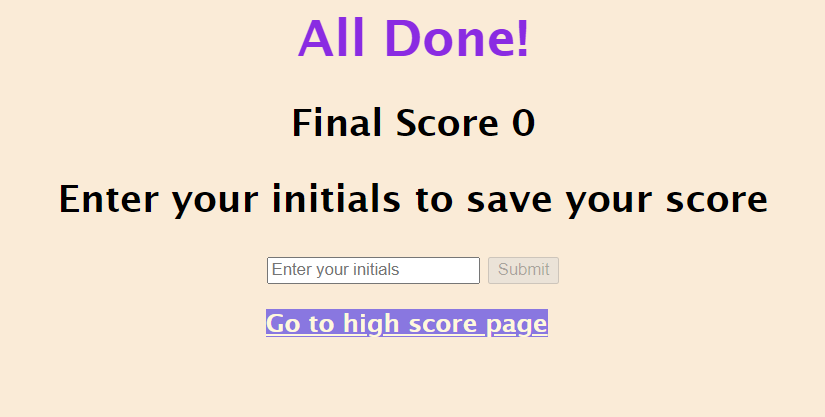 All Done!
Final Score 0
Enter your initials to save your score
Enter your initials Submit
Go to high score page